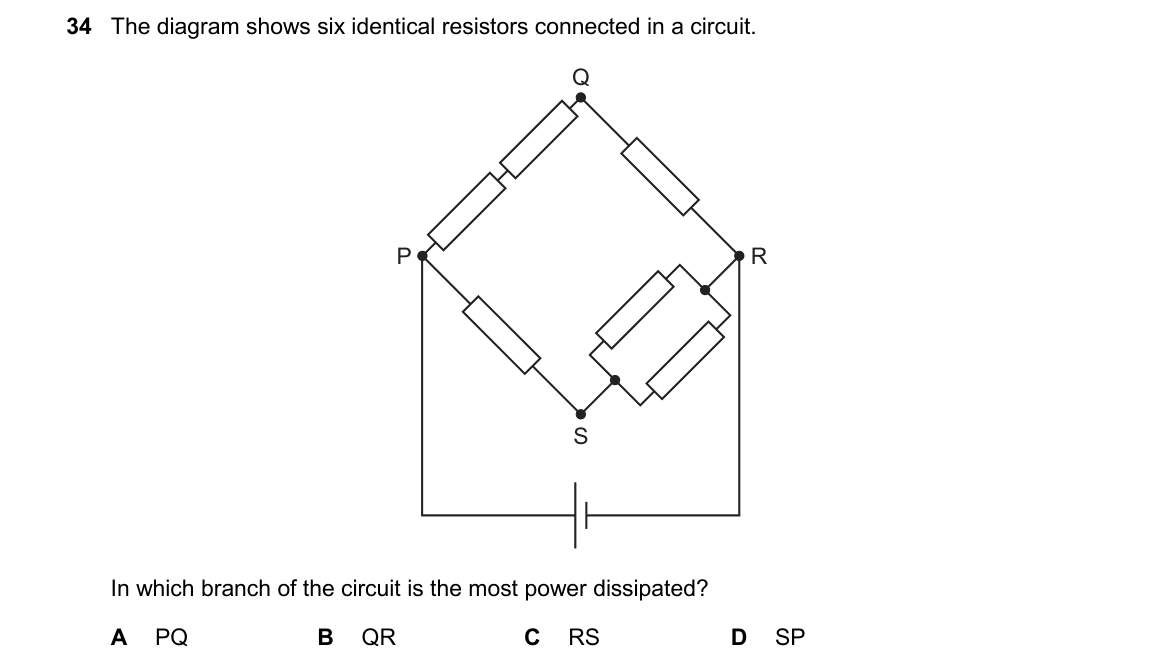 34 The diagram shows six identical resistors connected in a circuit.
Q
P
R
S
In which branch of the circuit is the most power dissipated?
A PQ B QR C RS D SP